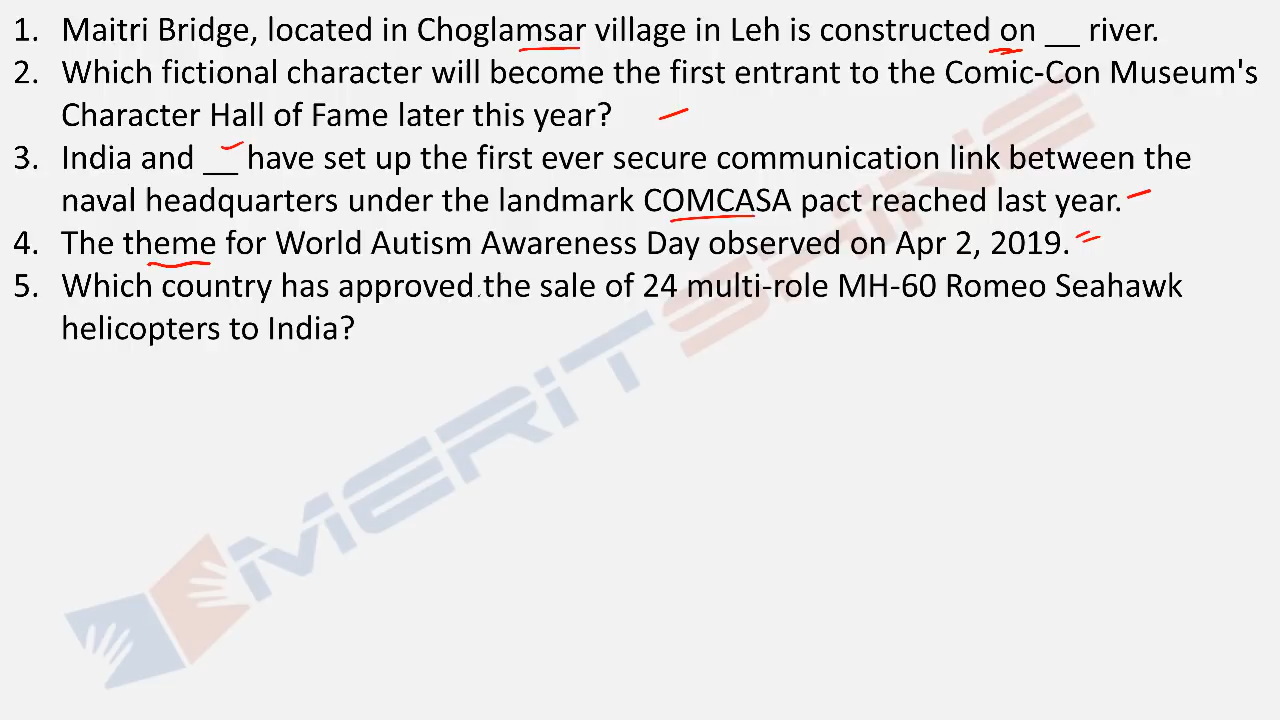 1. Maitri Bridge, located in Choglamsar village in Leh is constructed on __ river.
2. Which fictional character will become the first entrant to the Comic-Con Museum's
Character Hall of Fame later this year?
3. India and __ have set up the first ever secure communication link between the
naval headquarters under the landmark COMCASA pact reached last year.
4. The theme for World Autism Awareness Day observed on Apr 2, 2019.
5. Which country has approved the sale of 24 multi-role MH-60 Romeo Seahawk
helicopters to India?
MERiTSHINE